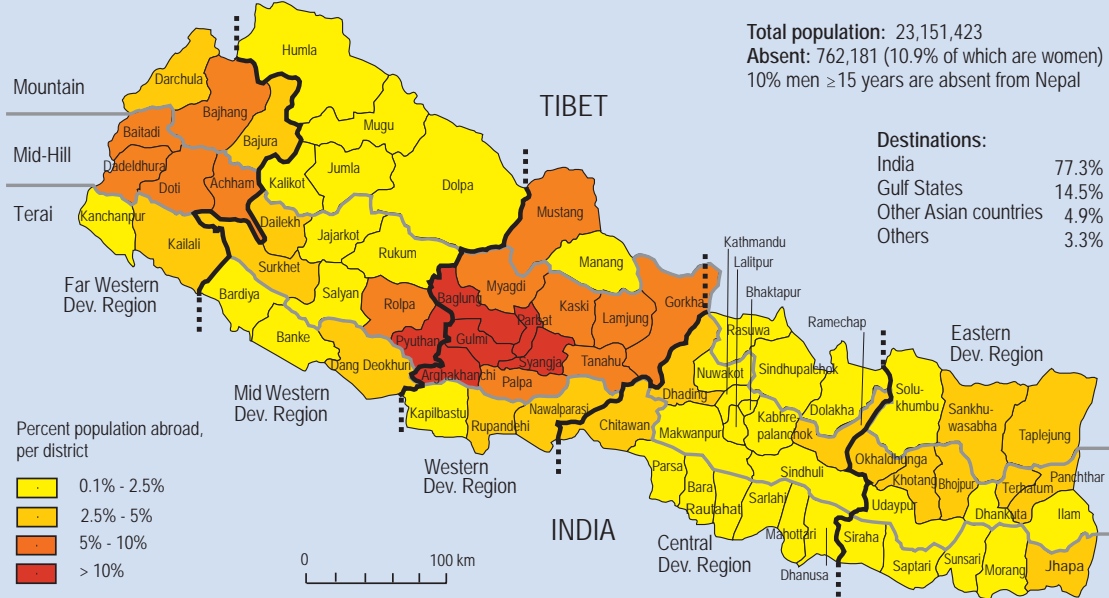 Total population: 23,151,423
Absent: 762,181 (10.9% of which are women)
10% men ≥15 years are absent from Nepal
Destinations:
India 77.3%
Gulf States 14.5%
Other Asian countries 4.9%
Others 3.3%
Mountain
Mid-Hill
Terai
TIBET
INDIA
Humla
Darchula
Bajhang
Mugu
Baitadi
Bajura
Dadeldhura
Doti
Achham
Kalikot
Jumla
Dolpa
Kanchanpur
Kailali
Dailekh
Jajarkot
Mustang
Surkhet
Rukum
Manang
Kathmandu
Lalitpur
Bhaktapur
Far Western
Dev. Region
Bardiya
Salyan
Rolpa
Baglung
Myagdi
Kaski
Lamjung
Gorkha
Parbat
Banke
Pyuthan
Gulmi
Syangja
Tanahu
Dang Deokhuri
Arghakhanchi
Palpa
Mid Western
Dev. Region
Kapilbastu
Rupandehi
Nawalparasi
Chitawan
Western
Dev. Region
Rasuwa
Ramechap
Eastern
Dev. Region
Nuwakot
Sindhupalchok
Dhading
Dolakha
Solu-
khumbu
Sankhu-
wasabha
Taplejung
Makwanpur
Kabhre-
palanchok
Okhaldhunga
Khotang
Bhojpur
Terhatum
Panchthar
Parsa
Bara
Rautahat
Sarlahi
Sindhuli
Udaypur
Dhankuta
Ilam
Mahottari
Dhanusa
Siraha
Saptari
Sunsari
Morang
Jhapa
Central
Dev. Region
Percent population abroad,
per district
0.1% - 2.5%
2.5% - 5%
5% - 10%
> 10%
0 100 km